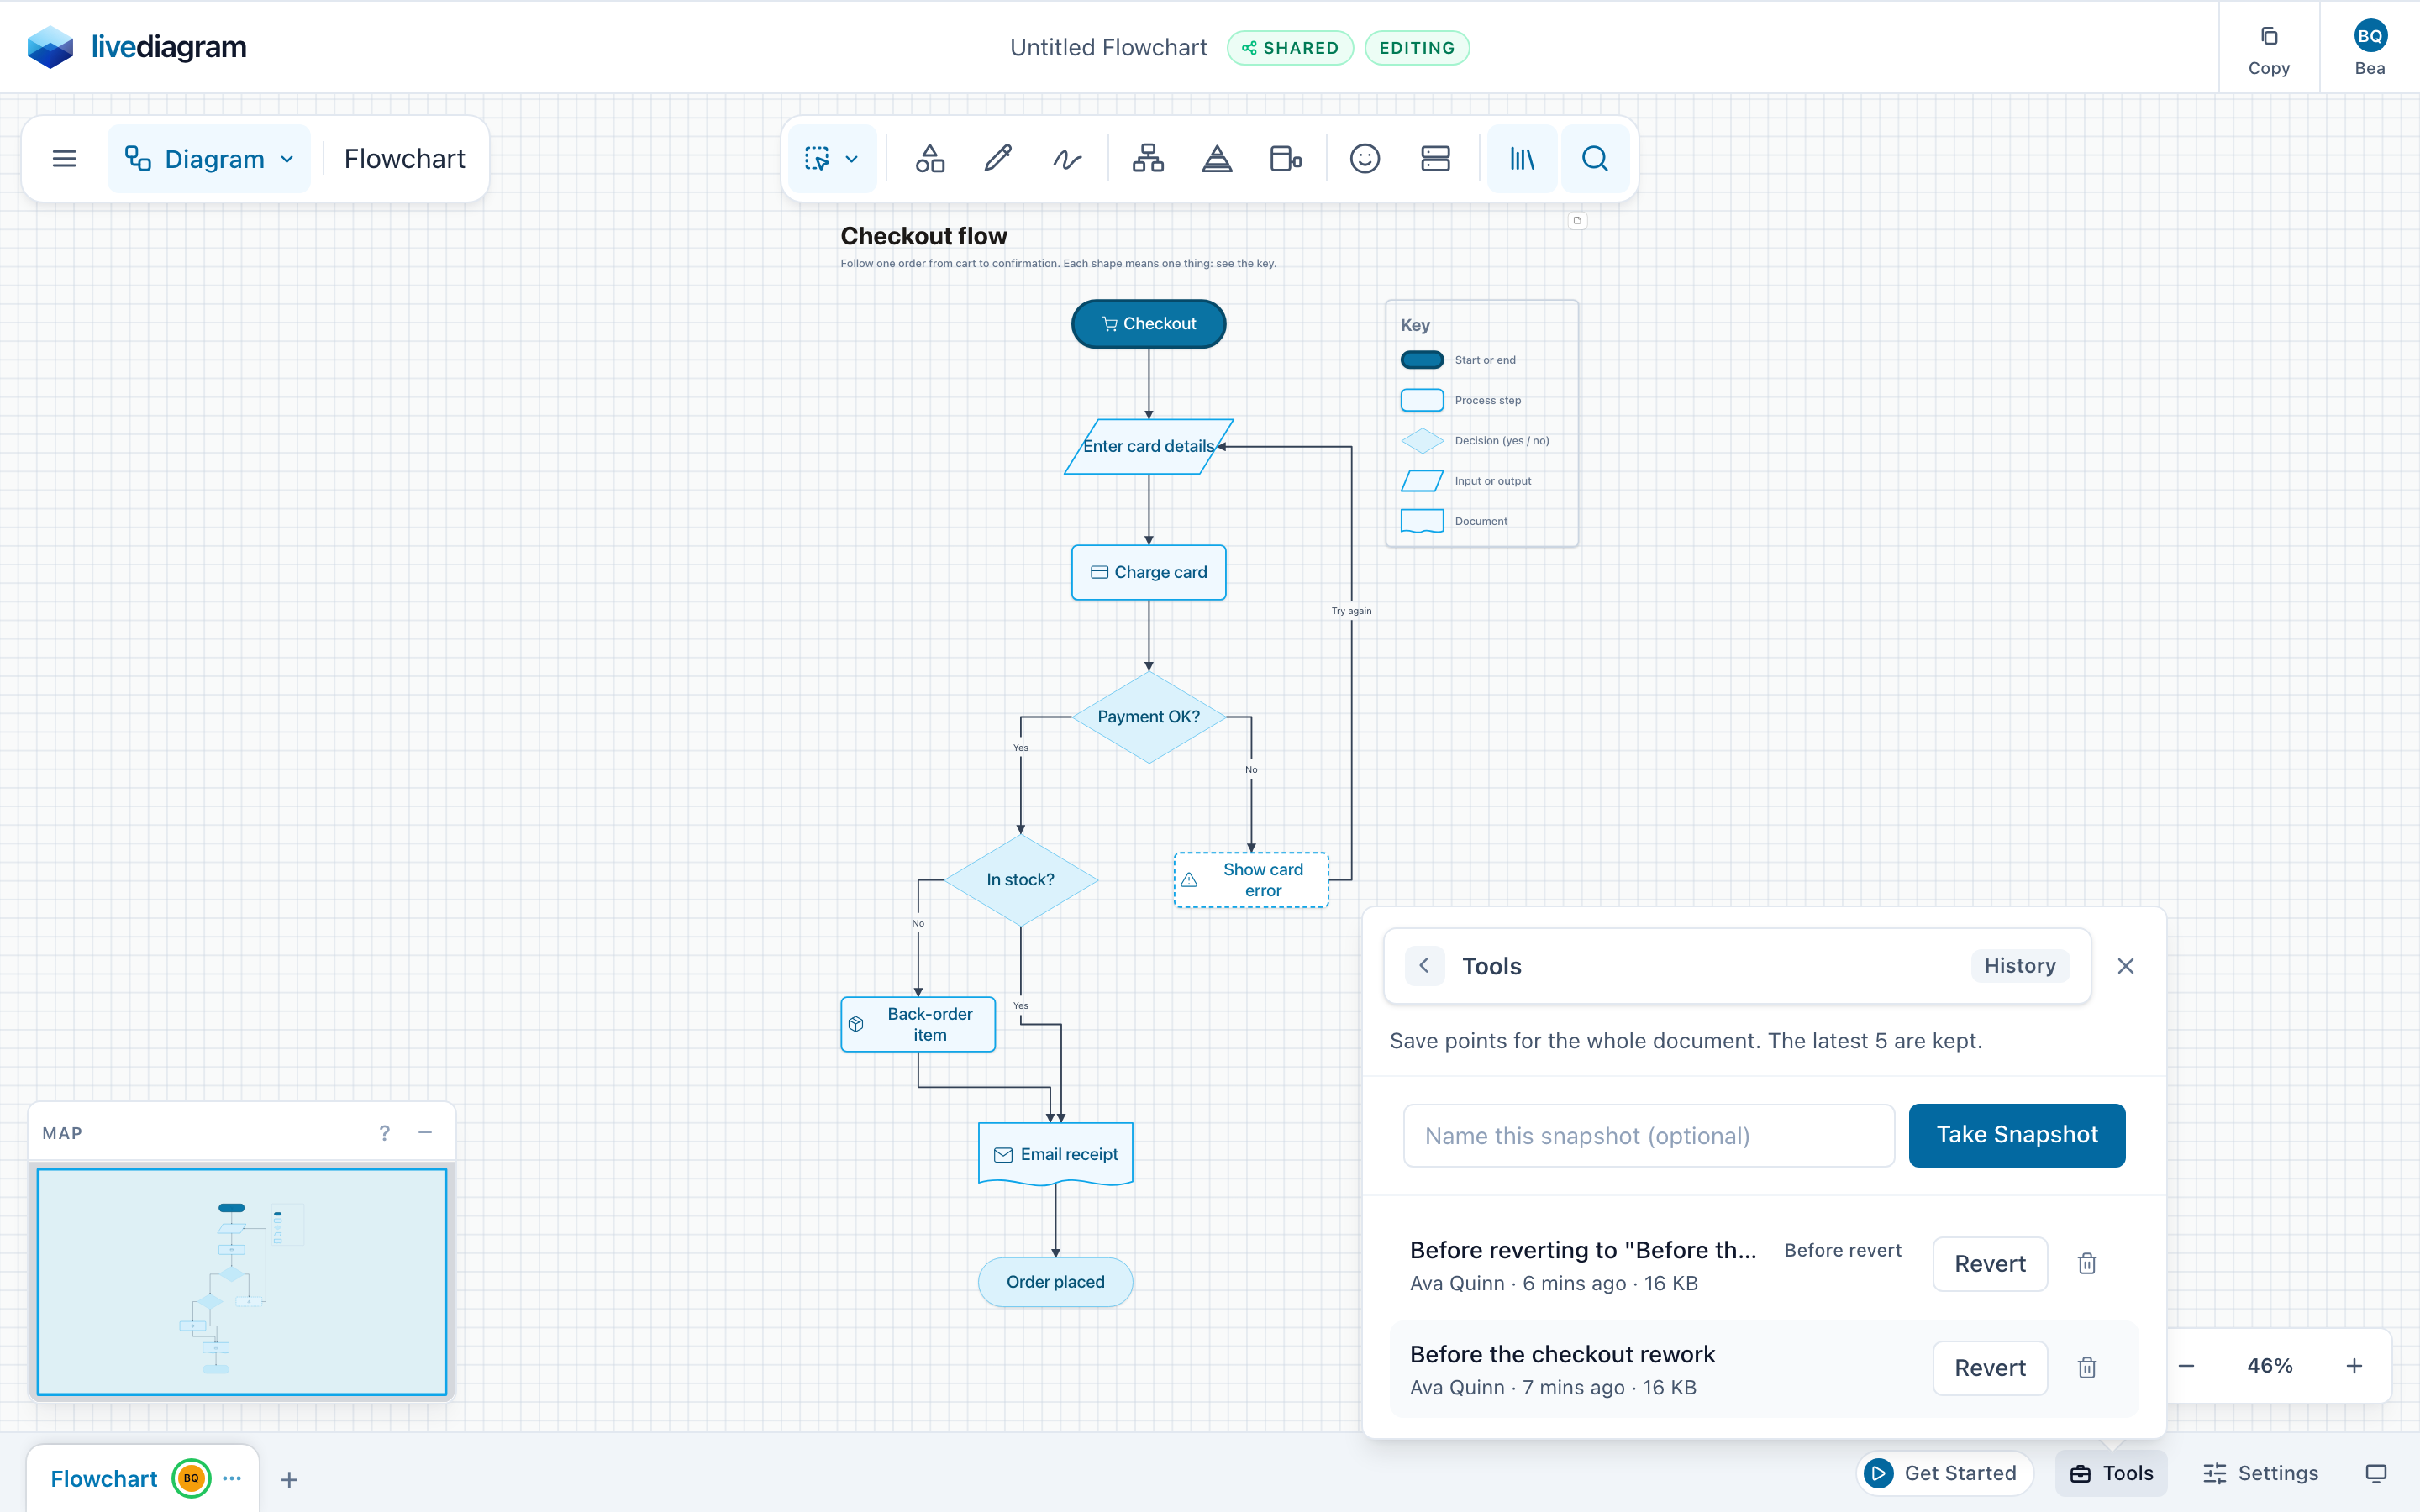 livediagram
Untitled Flowchart
SHARED
EDITING
Copy
BQ
Bea
Diagram
Flowchart
Checkout flow
Follow one order from cart to confirmation. Each shape means one thing: see the key.
Checkout
Key
Start or end
Process step
Decision (yes / no)
Input or output
Document
Enter card details
Charge card
Try again
Payment OK?
Yes
No
In stock?
Show card
error
No
Yes
Back-order
item
Email receipt
Order placed
MAP
?
Tools
History
Save points for the whole document. The latest 5 are kept.
Name this snapshot (optional)
Take Snapshot
Before reverting to "Before th...
Before revert
Ava Quinn · 6 mins ago · 16 KB
Revert
Before the checkout rework
Ava Quinn · 7 mins ago · 16 KB
Revert
46%
Flowchart
BQ
Get Started
Tools
Settings